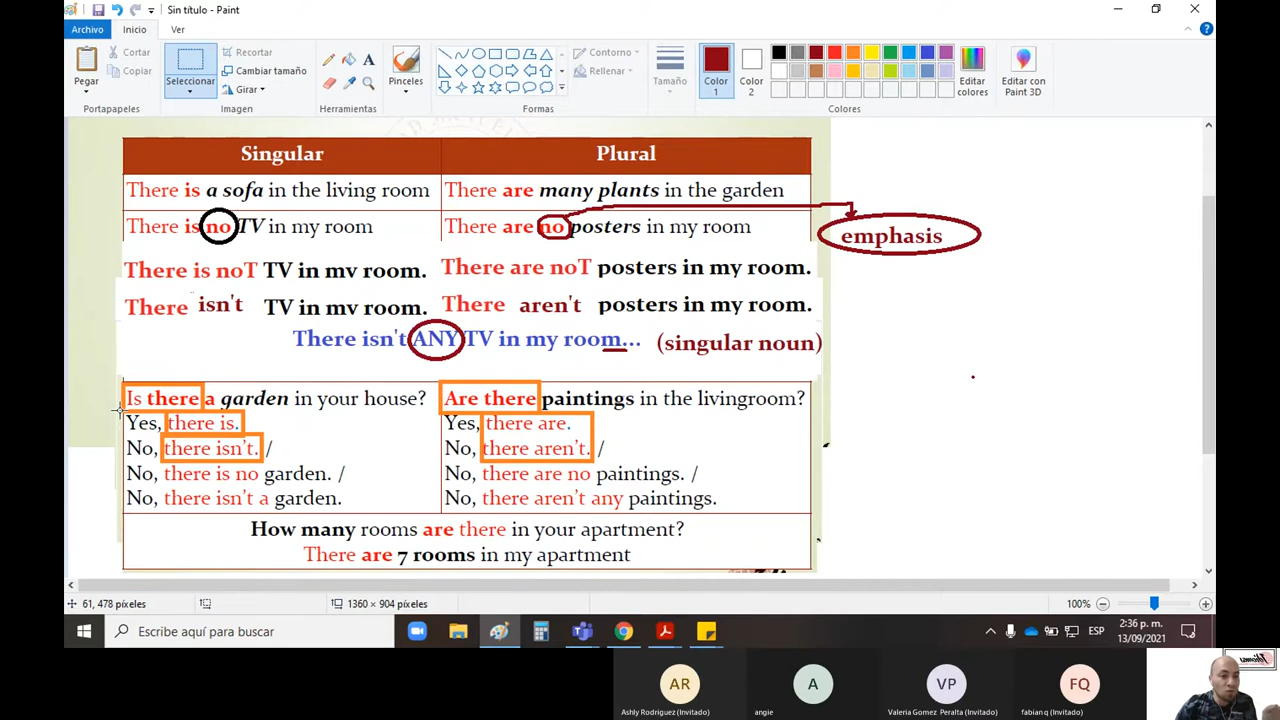 Sin título - Paint
Archivo Inicio Ver
Pegar
Cortar
Copiar
Portapapeles
Seleccionar
Recortar
Cambiar tamaño
Girar
Imagen
A
Herramientas
Pinceles
Contorno
Rellenar
Formas
Tamaño
Color 1
Color 2
Editar colores
Colores
Editar con Paint 3D
Singular Plural
There is a sofa in the living room There are many plants in the garden
There is no TV in my room There are no posters in my room
emphasis
There is noT TV in my room. There are noT posters in my room.
There isn't TV in my room. There aren't posters in my room.
There isn't ANY TV in my room... (singular noun)
Is there a garden in your house? Are there paintings in the livingroom?
Yes, there is. Yes, there are.
No, there isn't. / No, there aren't. /
No, there is no garden. / No, there are no paintings. /
No, there isn't a garden. No, there aren't any paintings.
How many rooms are there in your apartment?
There are 7 rooms in my apartment
61, 478 píxeles 1360 × 904 píxeles 100%
Escribe aquí para buscar
ESP
2:36 p. m.
13/09/2021
AR A VP FQ
Ashly Rodriguez (Invitado) angie Valeria Gomez Peralta (Invitado) fabian q (Invitado)